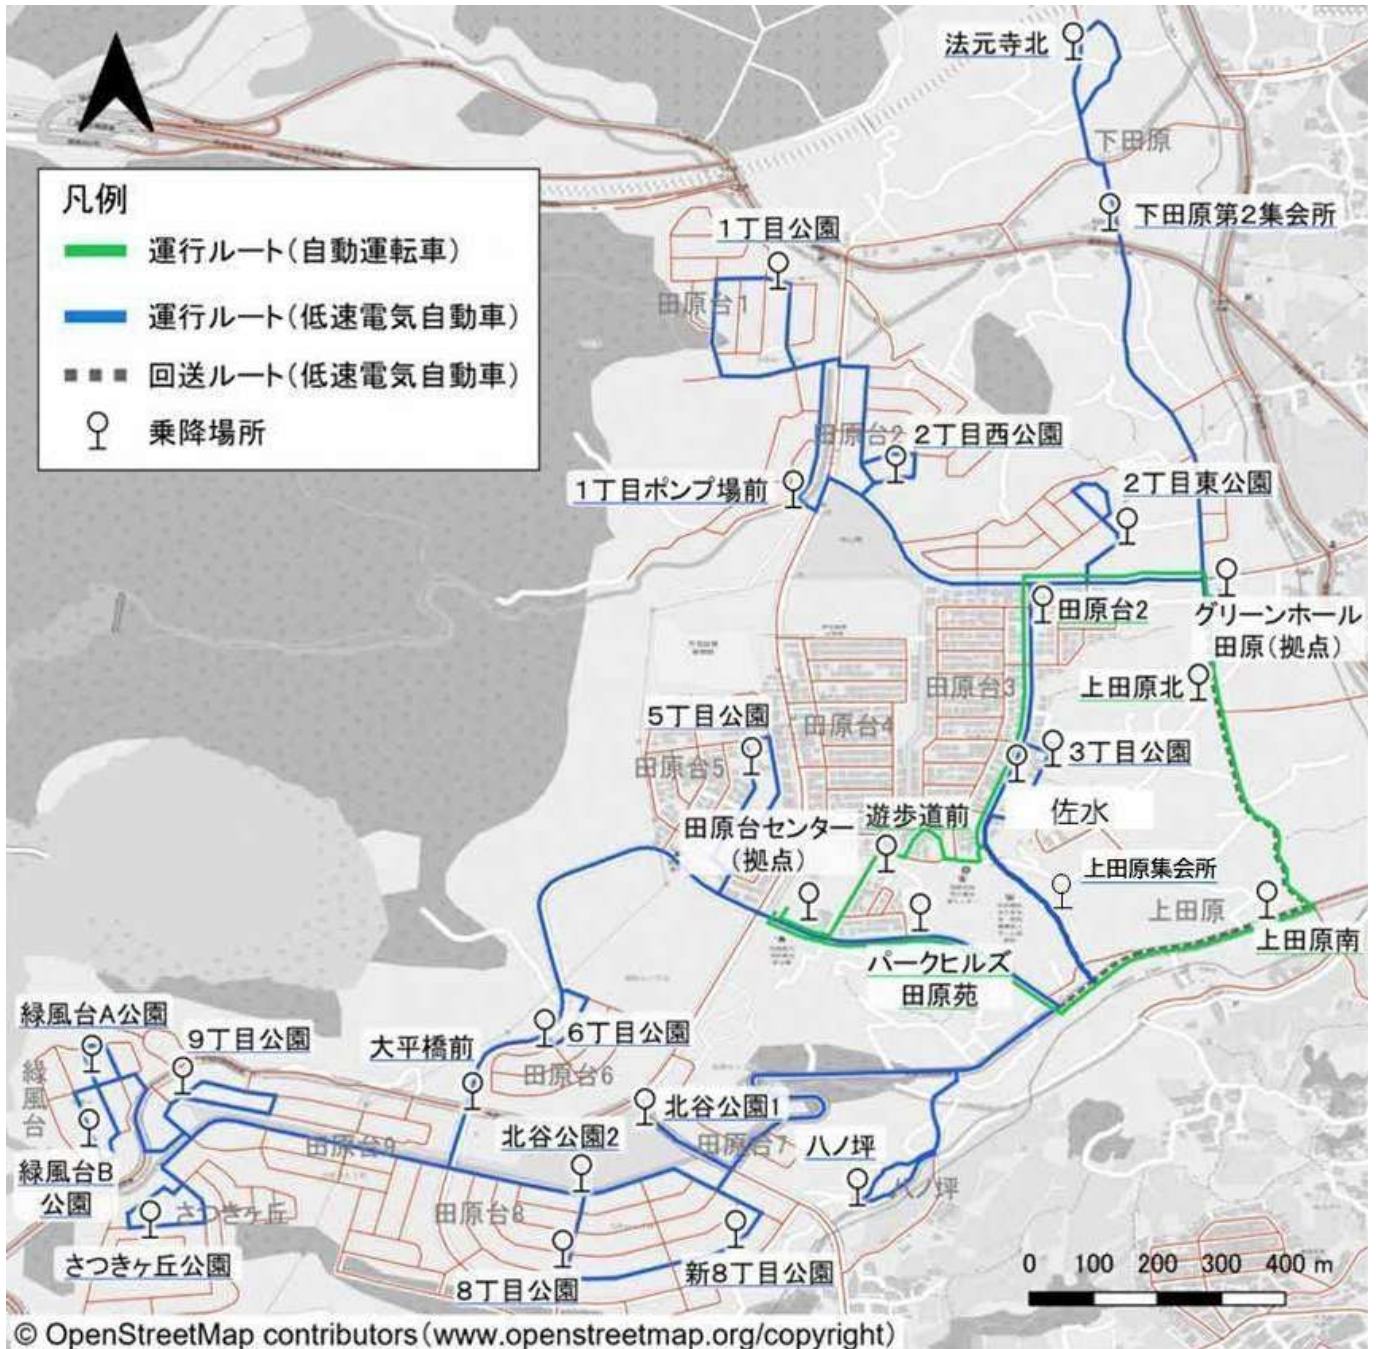 法元寺北
下田原
下田原第2集会所
凡例
運行ルート(自動運転車)
運行ルート(低速電気自動車)
回送ルート(低速電気自動車)
乗降場所
1丁目公園
田原台1
田原台2
2丁目西公園
1丁目ポンプ場前
2丁目東公園
田原台2
グリーンホール
田原(拠点)
上田原北
田原台3
5丁目公園
田原台4
田原台5
3丁目公園
佐水
遊歩道前
田原台センター
(拠点)
上田原集会所
上田原
上田原南
パークヒルズ
田原苑
緑風台A公園
9丁目公園
大平橋前
6丁目公園
田原台6
緑風台
北谷公園1
北谷公園2
田原台7
八ノ坪
八ノ坪
田原台9
緑風台B
公園
さつきヶ丘
田原台8
さつきヶ丘公園
8丁目公園
新8丁目公園
0 100 200 300 400 m
© OpenStreetMap contributors(www.openstreetmap.org/copyright)